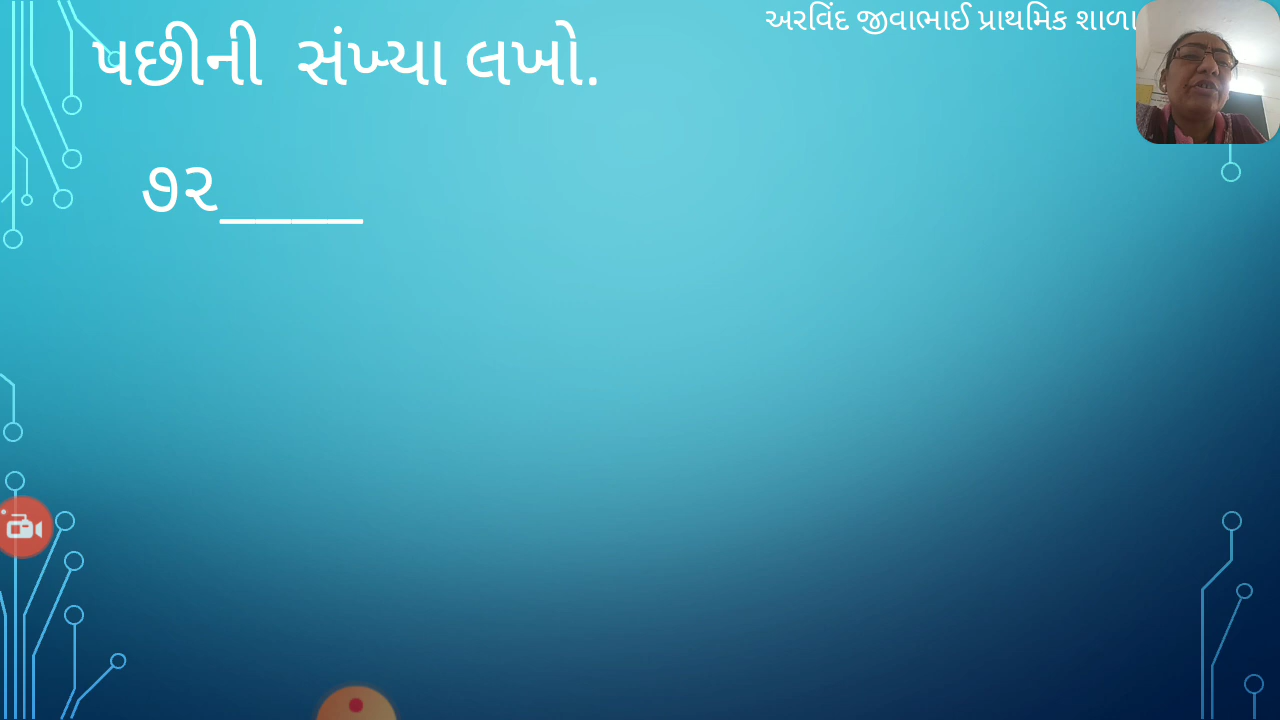 અરવિંદ જીવાભાઈ પ્રાથમિક શાળા
પછીની સંખ્યા લખો.
૭૨____